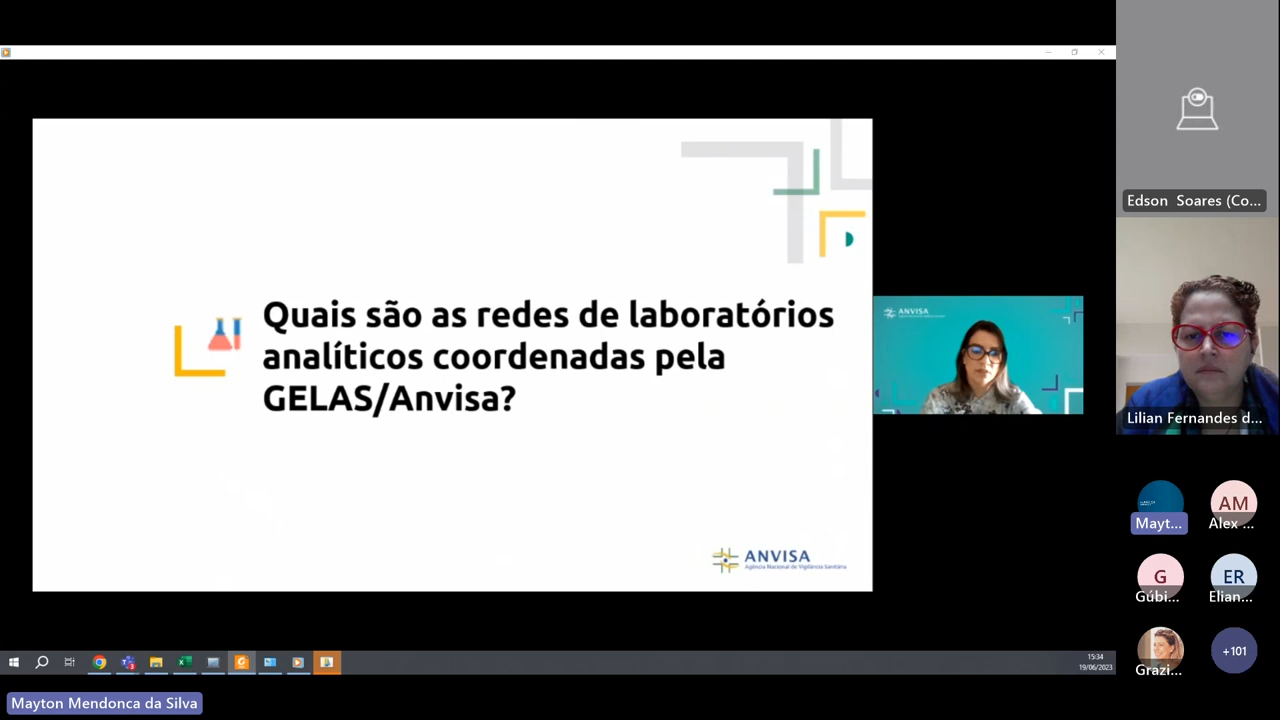 Quais são as redes de laboratórios
analíticos coordenadas pela
GELAS/Anvisa?
ANVISA
Agência Nacional de Vigilância Sanitária
ANVISA
Edson Soares (Co...
Lilian Fernandes d...
Mayt...
AM
Alex ...
G
Gúbi...
ER
Elian...
Grazi...
+101
15:34
19/06/2023
Mayton Mendonca da Silva